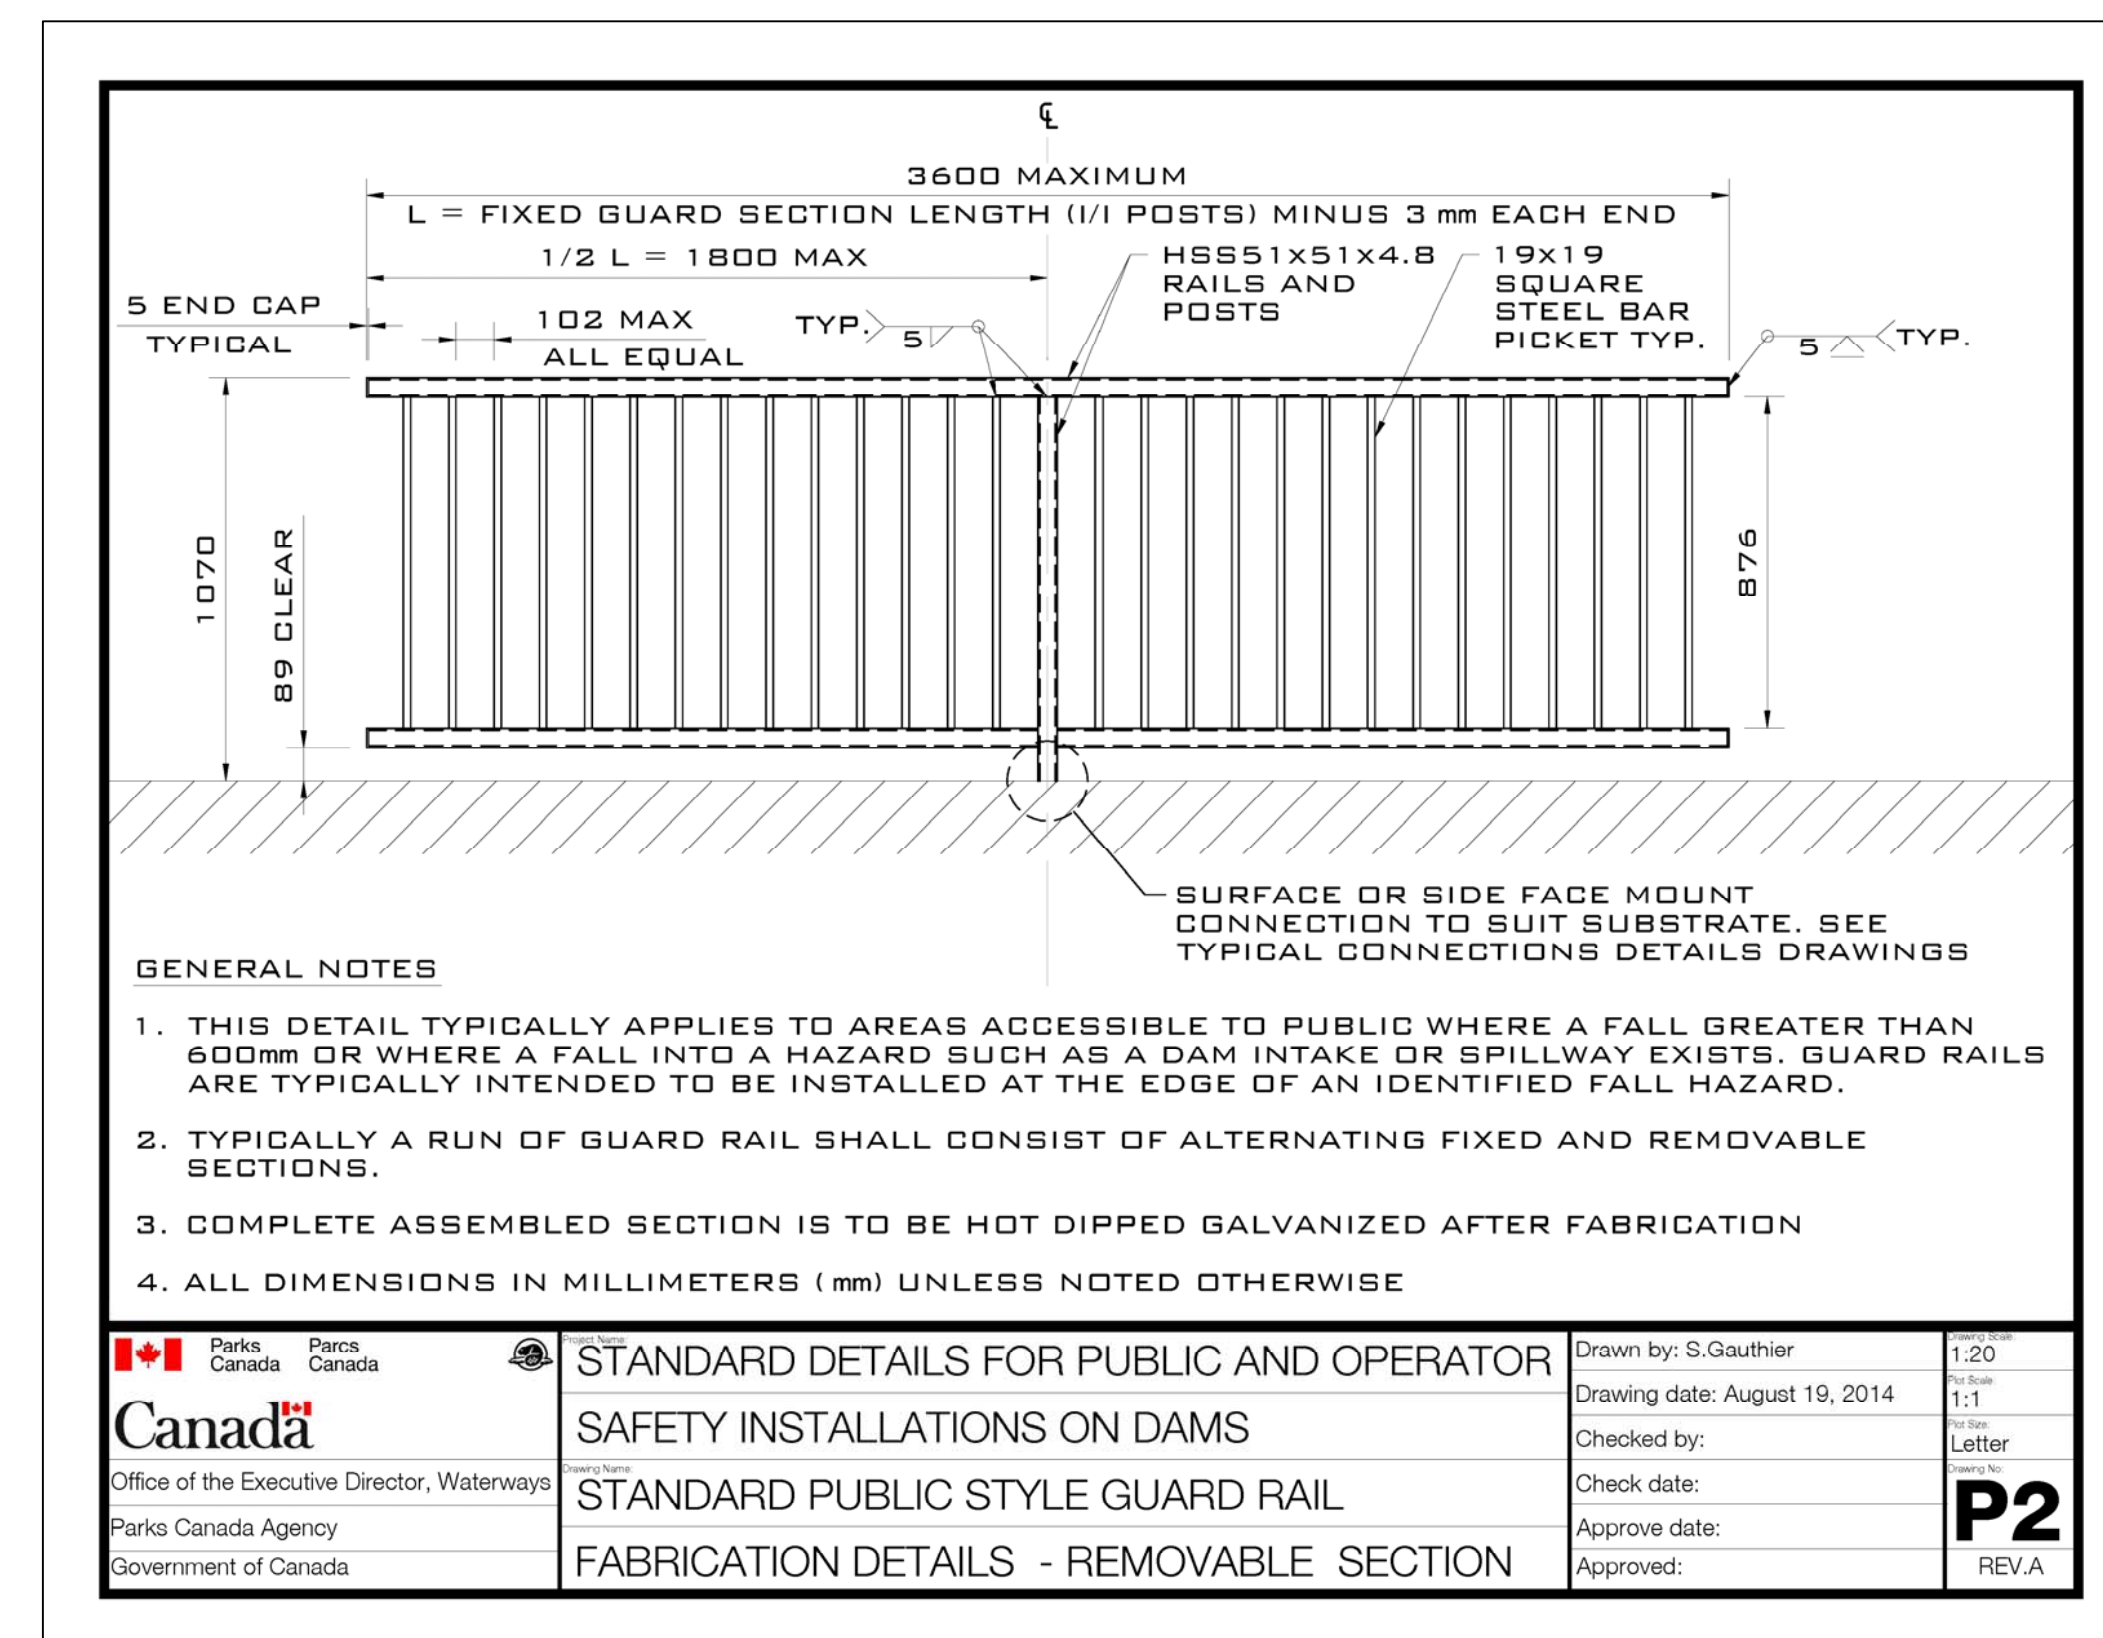 ℄
3600 MAXIMUM
L = FIXED GUARD SECTION LENGTH (I/I POSTS) MINUS 3 mm EACH END
1/2 L = 1800 MAX
HSS51x51x4.8
RAILS AND
POSTS
19x19
SQUARE
STEEL BAR
PICKET TYP.
5 END CAP
TYPICAL
102 MAX
ALL EQUAL
TYP.
5
5
TYP.
1070
89 CLEAR
876
SURFACE OR SIDE FACE MOUNT
CONNECTION TO SUIT SUBSTRATE. SEE
TYPICAL CONNECTIONS DETAILS DRAWINGS
GENERAL NOTES
1. THIS DETAIL TYPICALLY APPLIES TO AREAS ACCESSIBLE TO PUBLIC WHERE A FALL GREATER THAN
600mm OR WHERE A FALL INTO A HAZARD SUCH AS A DAM INTAKE OR SPILLWAY EXISTS. GUARD RAILS
ARE TYPICALLY INTENDED TO BE INSTALLED AT THE EDGE OF AN IDENTIFIED FALL HAZARD.
2. TYPICALLY A RUN OF GUARD RAIL SHALL CONSIST OF ALTERNATING FIXED AND REMOVABLE
SECTIONS.
3. COMPLETE ASSEMBLED SECTION IS TO BE HOT DIPPED GALVANIZED AFTER FABRICATION
4. ALL DIMENSIONS IN MILLIMETERS (mm) UNLESS NOTED OTHERWISE
Parks Canada
Parcs Canada
Canada
Office of the Executive Director, Waterways
Parks Canada Agency
Government of Canada
Project Name:
STANDARD DETAILS FOR PUBLIC AND OPERATOR
SAFETY INSTALLATIONS ON DAMS
Drawing Name:
STANDARD PUBLIC STYLE GUARD RAIL
FABRICATION DETAILS - REMOVABLE SECTION
Drawn by: S.Gauthier
Drawing date: August 19, 2014
Checked by:
Check date:
Approve date:
Approved:
Drawing Scale:
1:20
Plot Scale:
1:1
Plot Size:
Letter
Drawing No:
P2
REV.A